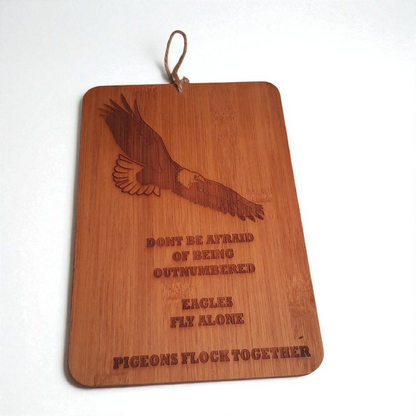 DONT BE AFRAID
OF BEING
OUTNUMBERED
EAGLES
FLY ALONE
PIGEONS FLOCK TOGETHER